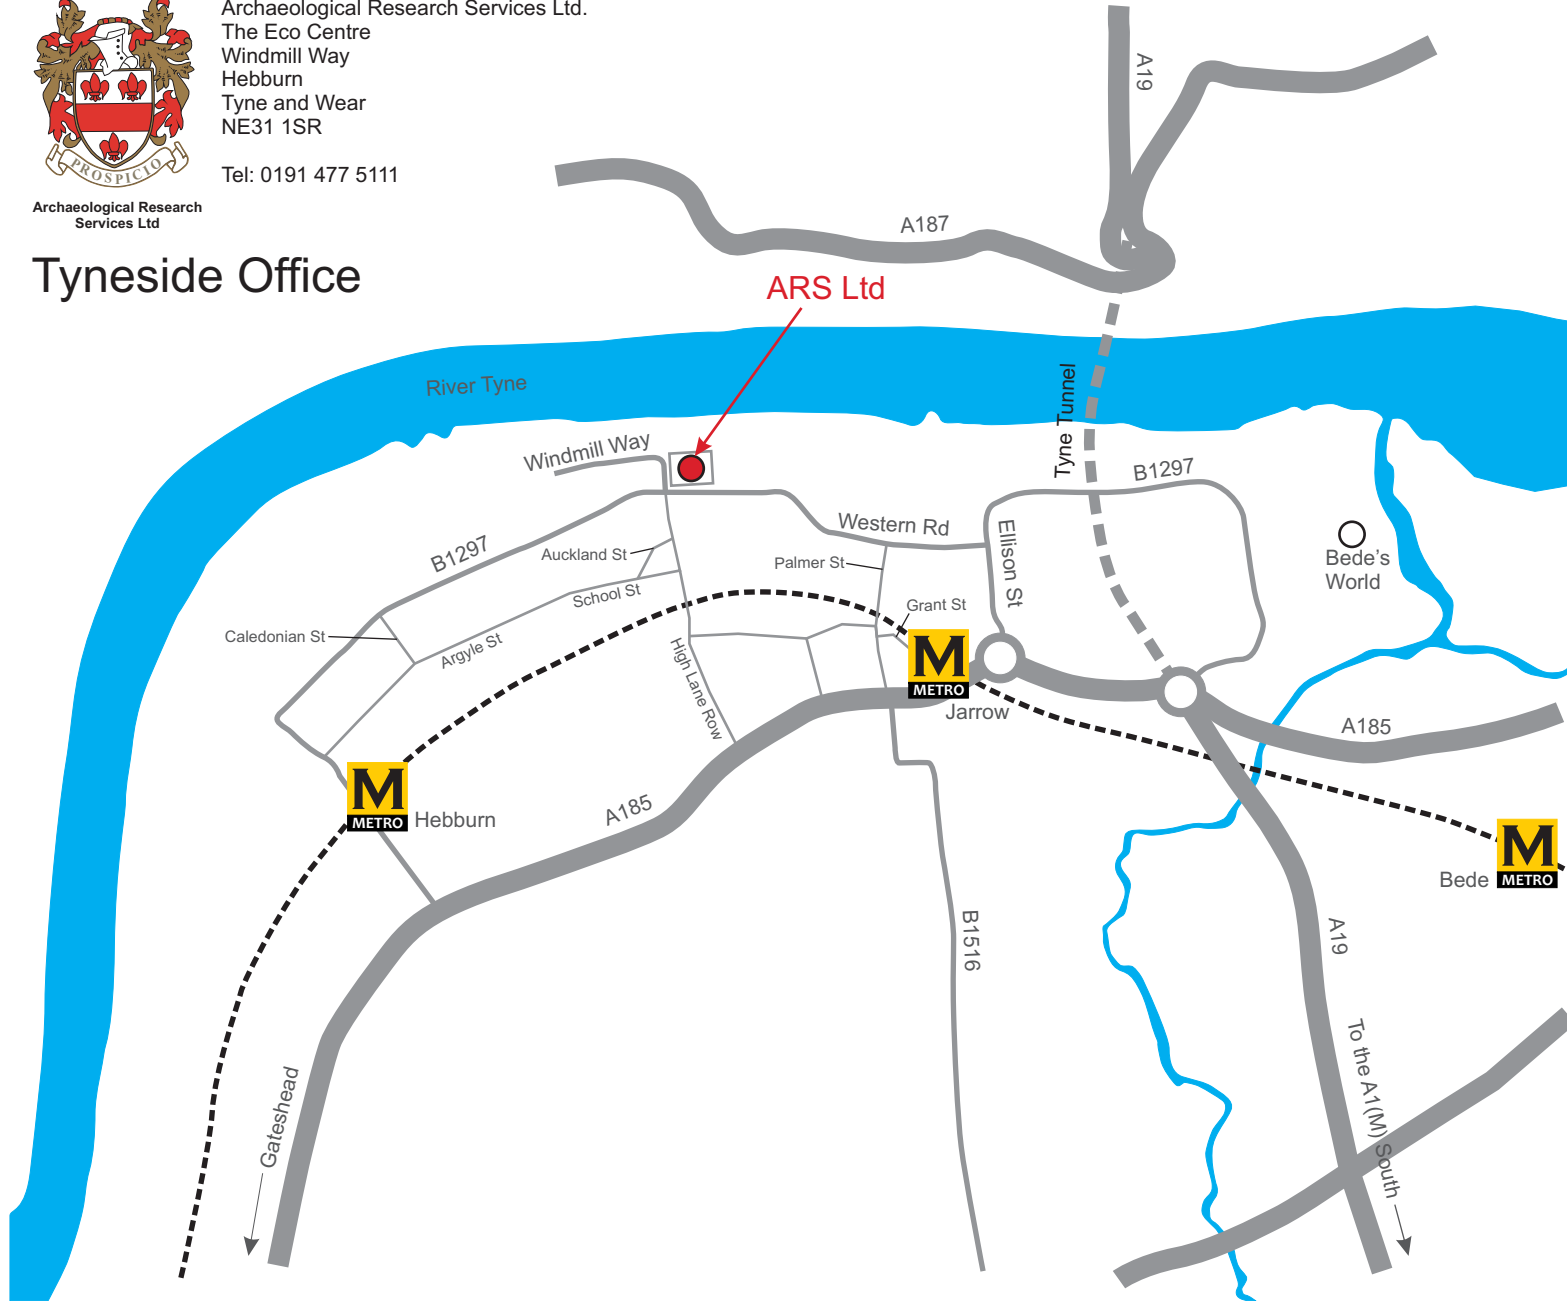 Archaeological Research Services Ltd.
The Eco Centre
Windmill Way
Hebburn
Tyne and Wear
NE31 1SR
Tel: 0191 477 5111
PROSPICIO
Archaeological Research
Services Ltd
Tyneside Office
A19
A187
ARS Ltd
River Tyne
Tyne Tunnel
Windmill Way
B1297
Western Rd
B1297
Ellison St
Auckland St
Palmer St
Bede's
World
School St
Grant St
Caledonian St
Argyle St
High Lane Row
M
METRO
Jarrow
A185
M
METRO
Hebburn
A185
M
METRO
Bede
B1516
A19
Gateshead
To the A1(M) South